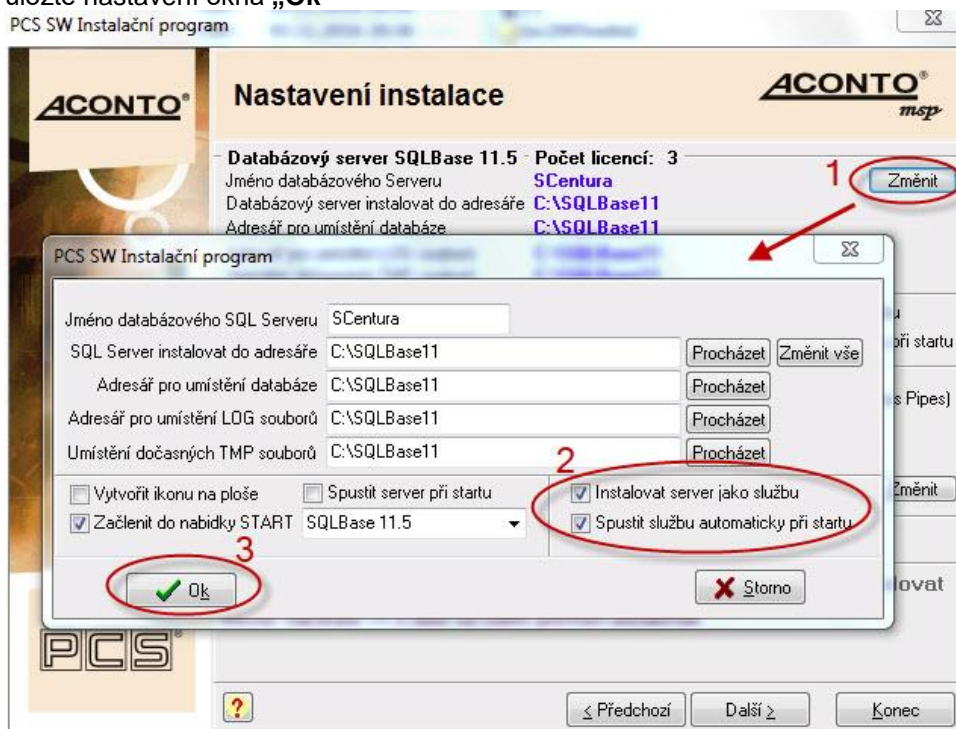 uložte nastavení okna „Ok“
PCS SW Instalační program
ACONTO®
Nastavení instalace
ACONTO®
msp
Databázový server SQLBase 11.5 Počet licencí: 3
1
Jméno databázového Serveru SCentura
Změnit
Databázový server instalovat do adresáře C:\SQLBase11
Adresář pro umístění databáze C:\SQLBase11
PCS SW Instalační program
Jméno databázového SQL Serveru SCentura
při startu
SQL Server instalovat do adresáře C:\SQLBase11 Procházet Změnit vše
Adresář pro umístění databáze C:\SQLBase11 Procházet
s Pipes)
Adresář pro umístění LOG souborů C:\SQLBase11 Procházet
Umístění dočasných TMP souborů C:\SQLBase11 Procházet
2
Vytvořit ikonu na ploše Spustit server při startu Instalovat server jako službu
Změnit
Začlenit do nabidky START SQLBase 11.5 Spustit službu automaticky při startu
3
Ok Storno
ovat
PCS®
? < Předchozí Další > Konec